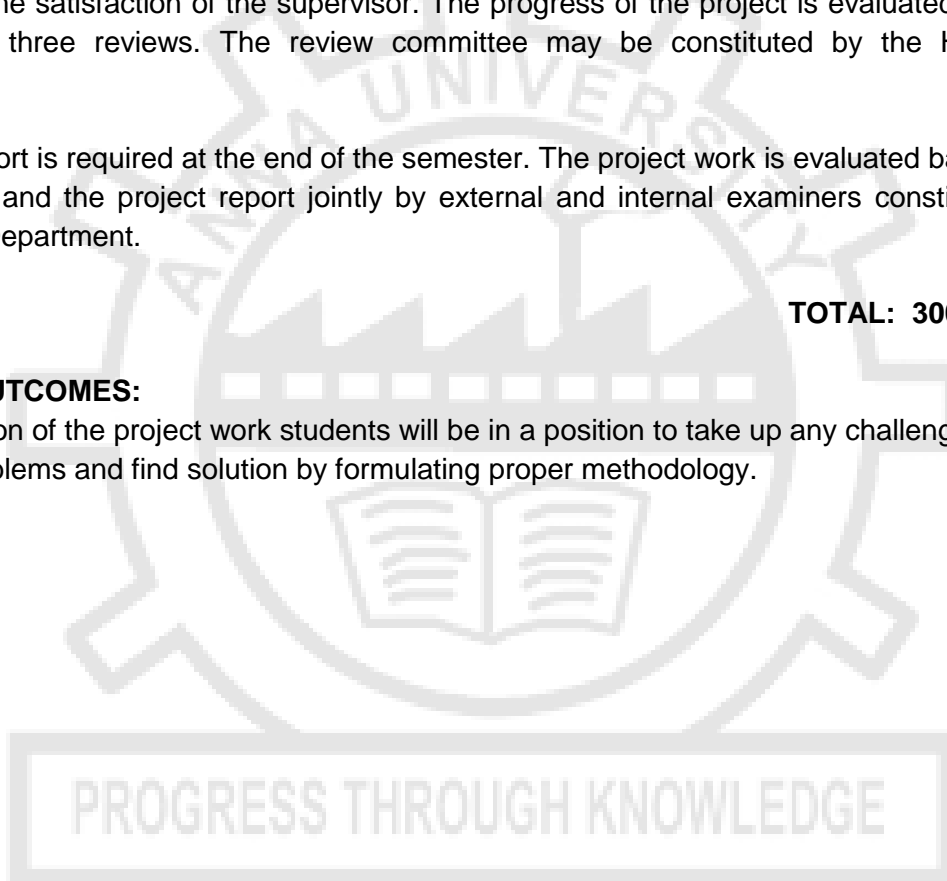 he satisfaction of the supervisor. The progress of the project is evaluated
three reviews. The review committee may be constituted by the H
ort is required at the end of the semester. The project work is evaluated ba
and the project report jointly by external and internal examiners consti
epartment.
TOTAL: 300
UTCOMES:
on of the project work students will be in a position to take up any challeng
blems and find solution by formulating proper methodology.
ANNA UNIVERSITY
PROGRESS THROUGH KNOWLEDGE